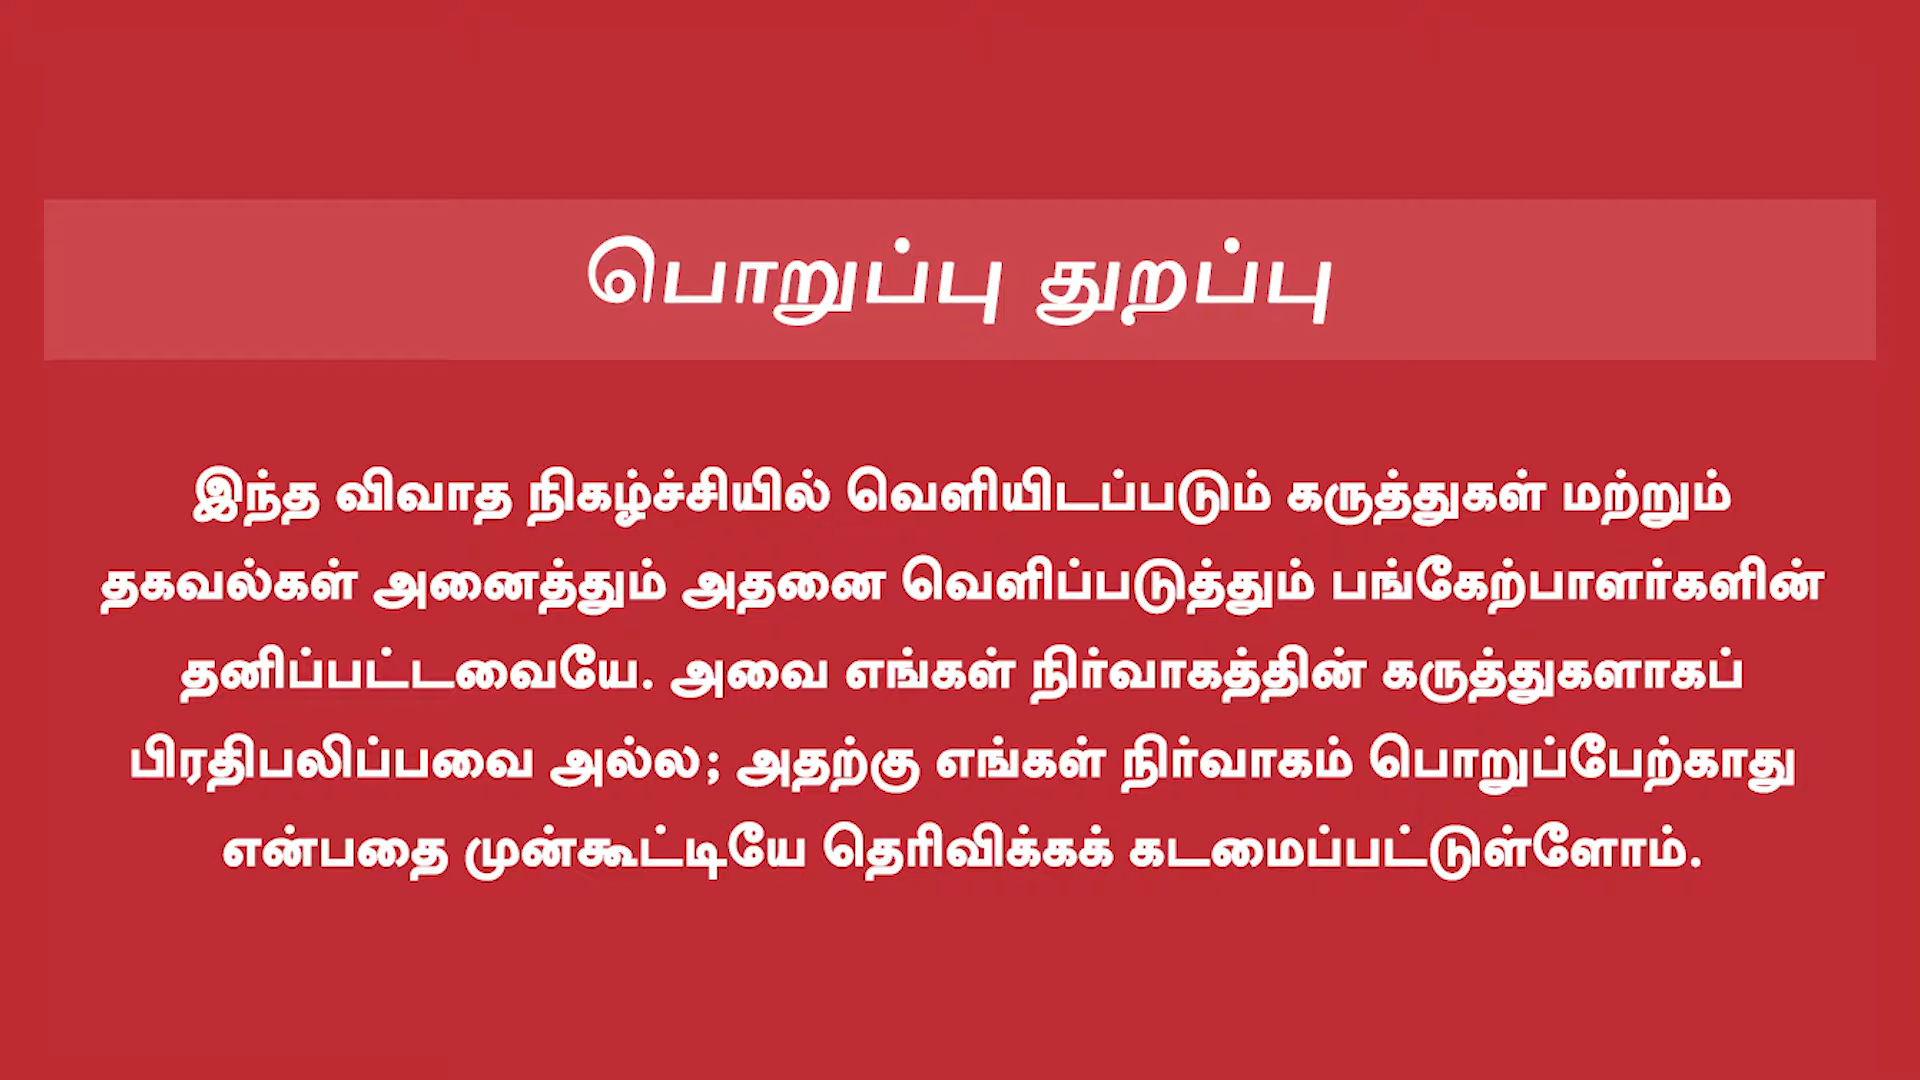 பொறுப்பு துறப்பு
இந்த விவாத நிகழ்ச்சியில் வெளியிடப்படும் கருத்துகள் மற்றும்
தகவல்கள் அனைத்தும் அதனை வெளிப்படுத்தும் பங்கேற்பாளர்களின்
தனிப்பட்டவையே. அவை எங்கள் நிர்வாகத்தின் கருத்துகளாகப்
பிரதிபலிப்பவை அல்ல; அதற்கு எங்கள் நிர்வாகம் பொறுப்பேற்காது
என்பதை முன்கூட்டியே தெரிவிக்கக் கடமைப்பட்டுள்ளோம்.